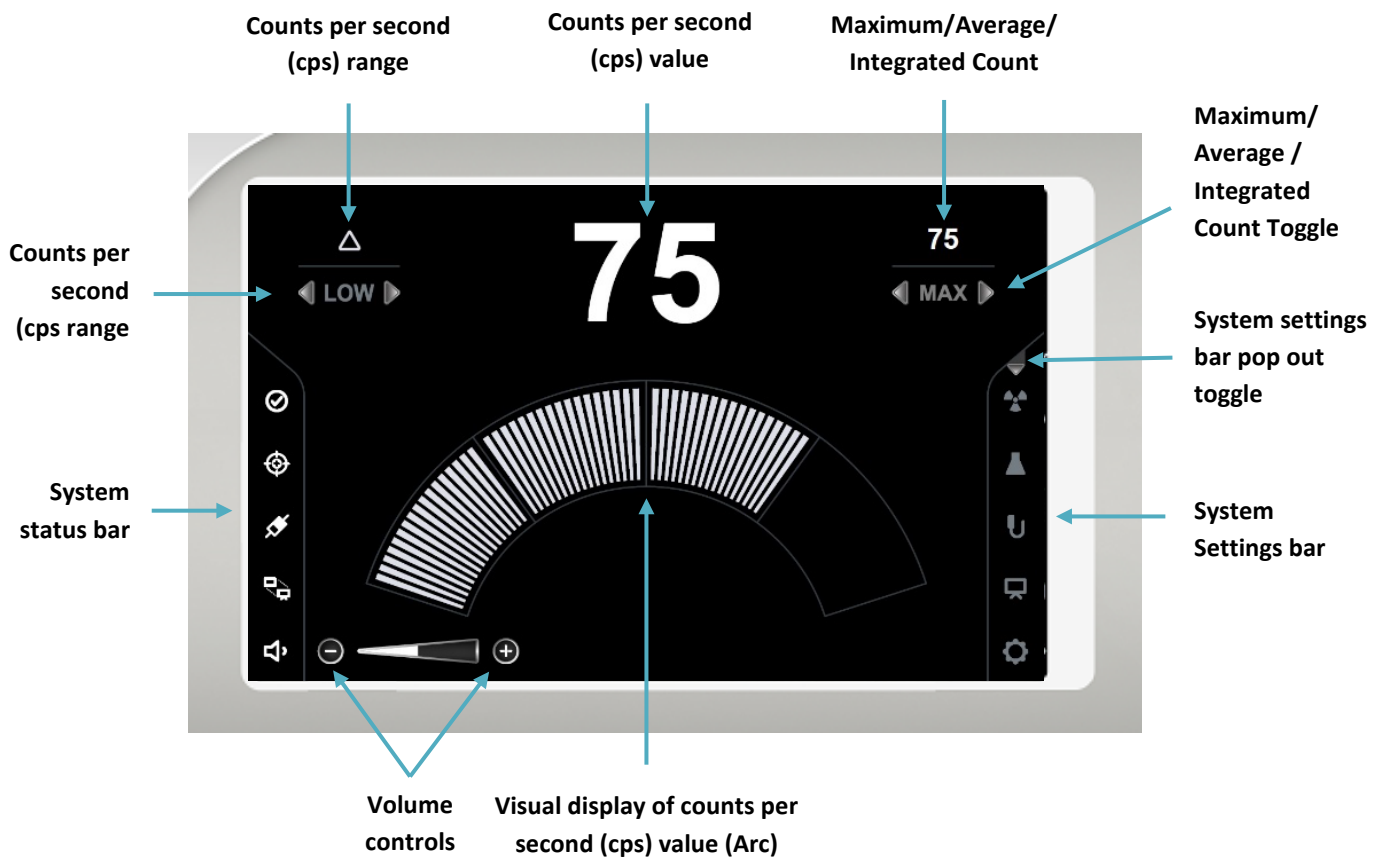 Counts per second
(cps) range
Counts per second
(cps) value
Maximum/Average/
Integrated Count
Maximum/
Average /
Integrated
Count Toggle
Counts per
second
(cps range
75
75
LOW
MAX
System settings
bar pop out
toggle
System
status bar
System
Settings bar
Volume
controls
Visual display of counts per
second (cps) value (Arc)